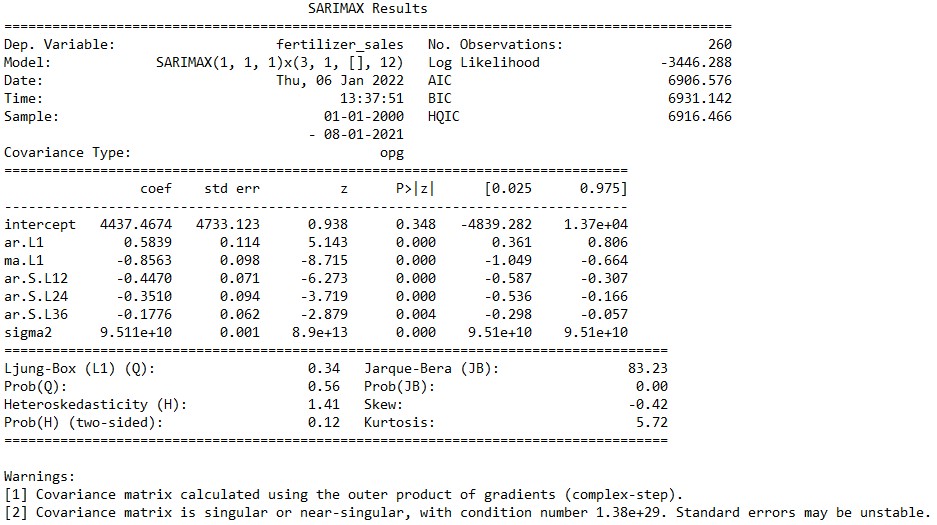 SARIMAX Results
==========================================================================================
Dep. Variable: fertilizer_sales No. Observations: 260
Model: SARIMAX(1, 1, 1)x(3, 1, [], 12) Log Likelihood -3446.288
Date: Thu, 06 Jan 2022 AIC 6906.576
Time: 13:37:51 BIC 6931.142
Sample: 01-01-2000 HQIC 6916.466
- 08-01-2021
Covariance Type: opg
==============================================================================
coef std err z P>|z| [0.025 0.975]
------------------------------------------------------------------------------
intercept 4437.4674 4733.123 0.938 0.348 -4839.282 1.37e+04
ar.L1 0.5839 0.114 5.143 0.000 0.361 0.806
ma.L1 -0.8563 0.098 -8.715 0.000 -1.049 -0.664
ar.S.L12 -0.4470 0.071 -6.273 0.000 -0.587 -0.307
ar.S.L24 -0.3510 0.094 -3.719 0.000 -0.536 -0.166
ar.S.L36 -0.1776 0.062 -2.879 0.004 -0.298 -0.057
sigma2 9.511e+10 0.001 8.9e+13 0.000 9.51e+10 9.51e+10
===================================================================================
Ljung-Box (L1) (Q): 0.34 Jarque-Bera (JB): 83.23
Prob(Q): 0.56 Prob(JB): 0.00
Heteroskedasticity (H): 1.41 Skew: -0.42
Prob(H) (two-sided): 0.12 Kurtosis: 5.72
===================================================================================
Warnings:
[1] Covariance matrix calculated using the outer product of gradients (complex-step).
[2] Covariance matrix is singular or near-singular, with condition number 1.38e+29. Standard errors may be unstable.